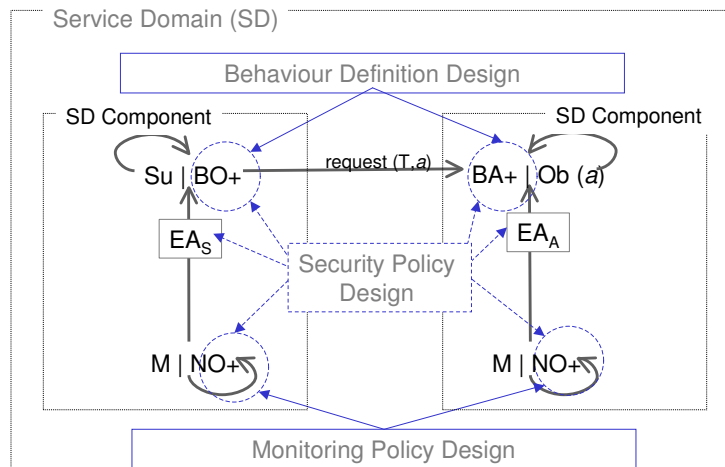 Service Domain (SD)
Behaviour Definition Design
SD Component
SD Component
request (T,a)
Su | BO+
BA+ | Ob (a)
EAS
EAA
Security Policy
Design
M | NO+
M | NO+
Monitoring Policy Design